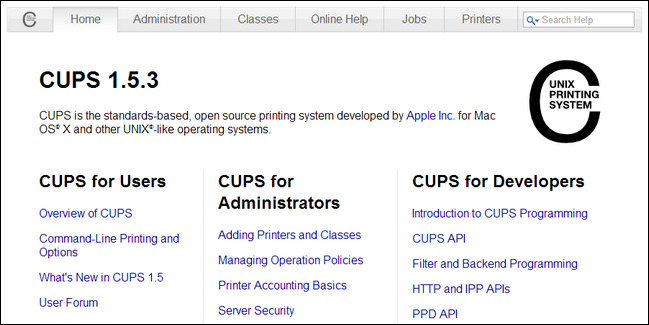 Home Administration Classes Online Help Jobs Printers Search Help
CUPS 1.5.3
CUPS is the standards-based, open source printing system developed by Apple Inc. for Mac
OS® X and other UNIX®-like operating systems.
UNIX
PRINTING
SYSTEM
CUPS for Users
Overview of CUPS
Command-Line Printing and
Options
What's New in CUPS 1.5
User Forum
CUPS for
Administrators
Adding Printers and Classes
Managing Operation Policies
Printer Accounting Basics
Server Security
CUPS for Developers
Introduction to CUPS Programming
CUPS API
Filter and Backend Programming
HTTP and IPP APIs
PPD API